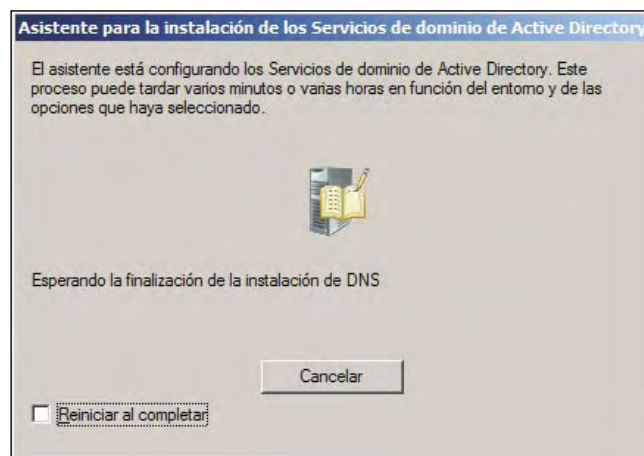 Asistente para la instalación de los Servicios de dominio de Active Directory
El asistente está configurando los Servicios de dominio de Active Directory. Este
proceso puede tardar varios minutos o varias horas en función del entorno y de las
opciones que haya seleccionado.
Esperando la finalización de la instalación de DNS
Cancelar
Reiniciar al completar